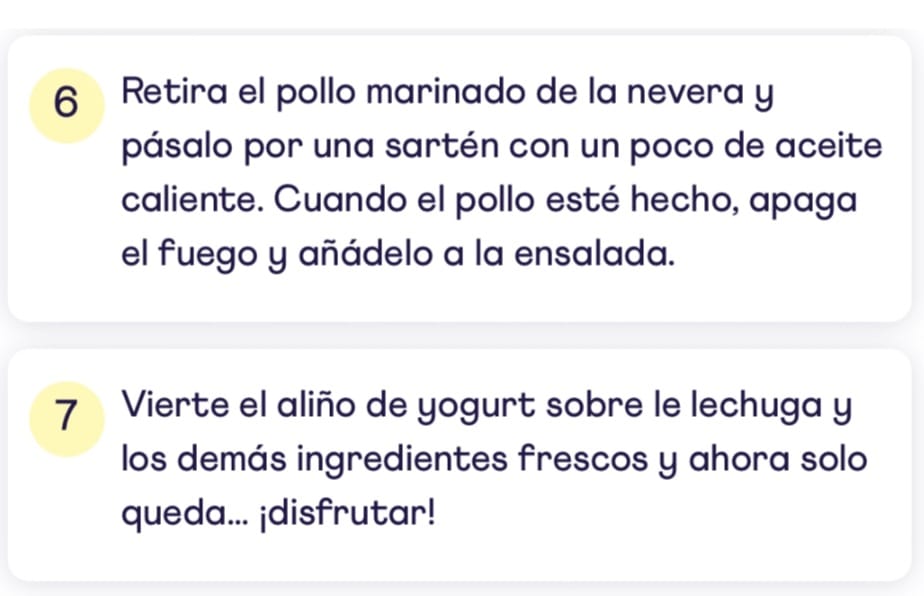 6
Retira el pollo marinado de la nevera y
pásalo por una sartén con un poco de aceite
caliente. Cuando el pollo esté hecho, apaga
el fuego y añádelo a la ensalada.
7
Vierte el aliño de yogurt sobre le lechuga y
los demás ingredientes frescos y ahora solo
queda... ¡disfrutar!